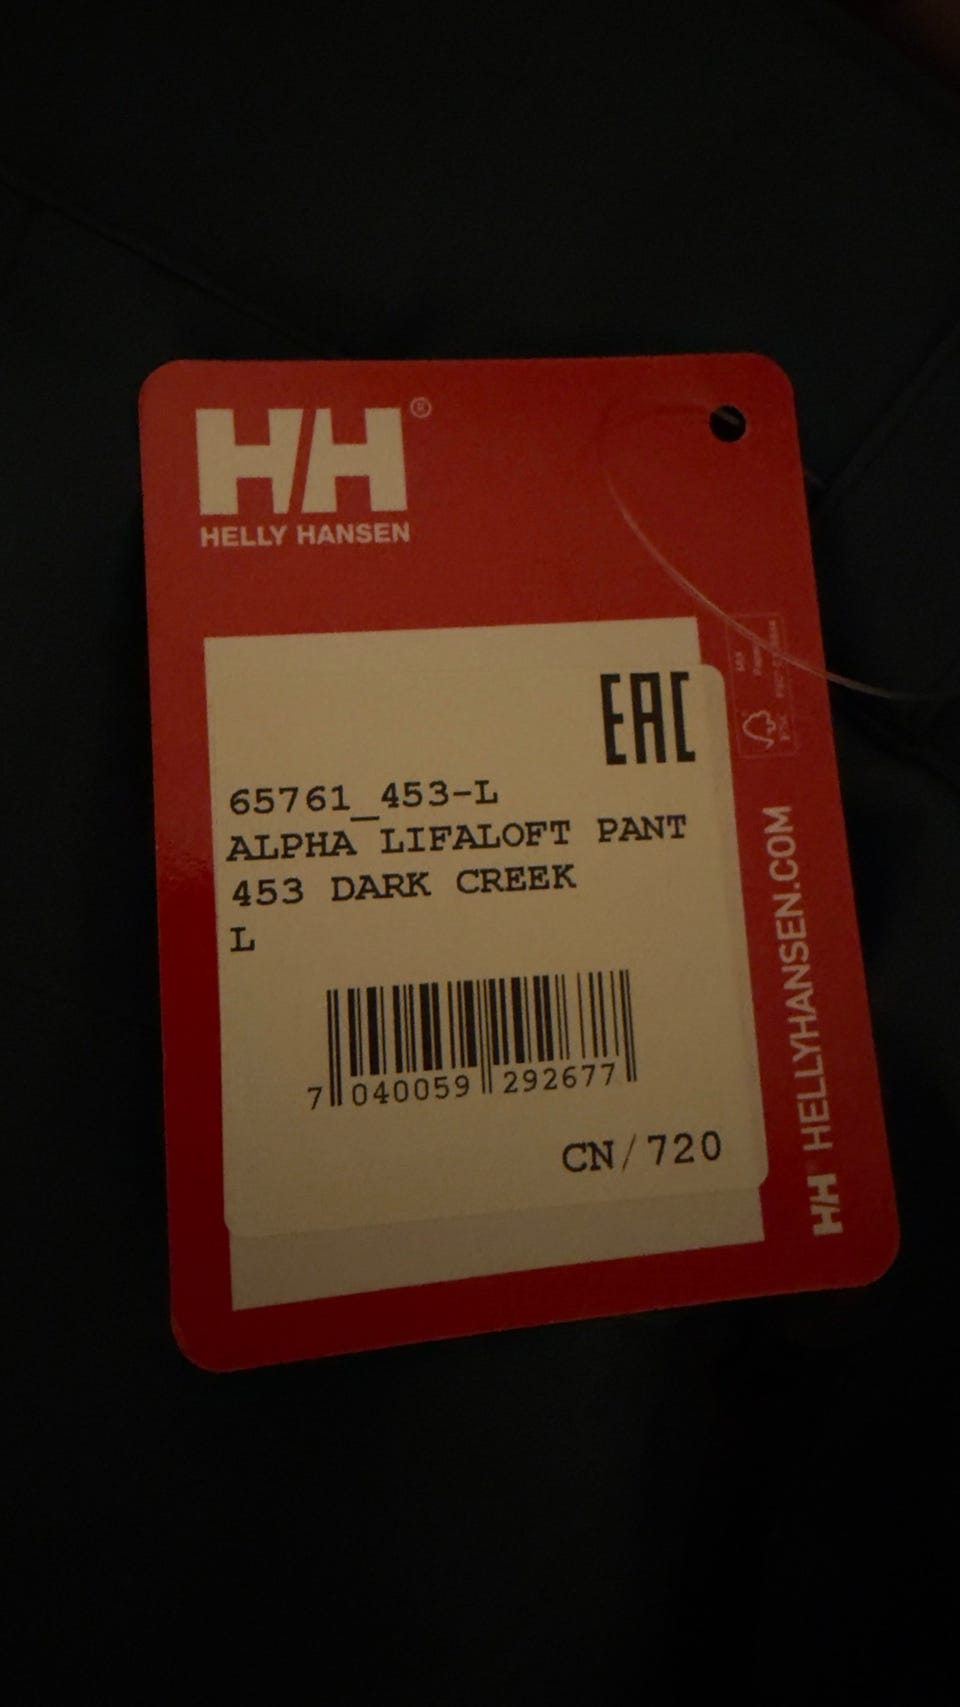 HH®
HELLY HANSEN
EAC
65761_453-L
ALPHA LIFALOFT PANT
453 DARK CREEK
L
7 040059 292677
CN/720
HH HELLYHANSEN.COM
FSC